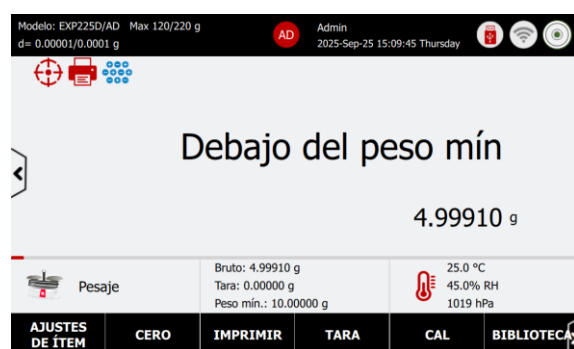 Modelo: EXP225D/AD Max 120/220 g
d= 0.00001/0.0001 g
AD
Admin
2025-Sep-25 15:09:45 Thursday
Debajo del peso mín
4.99910 g
Pesaje
Bruto: 4.99910 g
Tara: 0.00000 g
Peso mín.: 10.00000 g
25.0 °C
45.0% RH
1019 hPa
AJUSTES
DE ÍTEM
CERO
IMPRIMIR
TARA
CAL
BIBLIOTECA